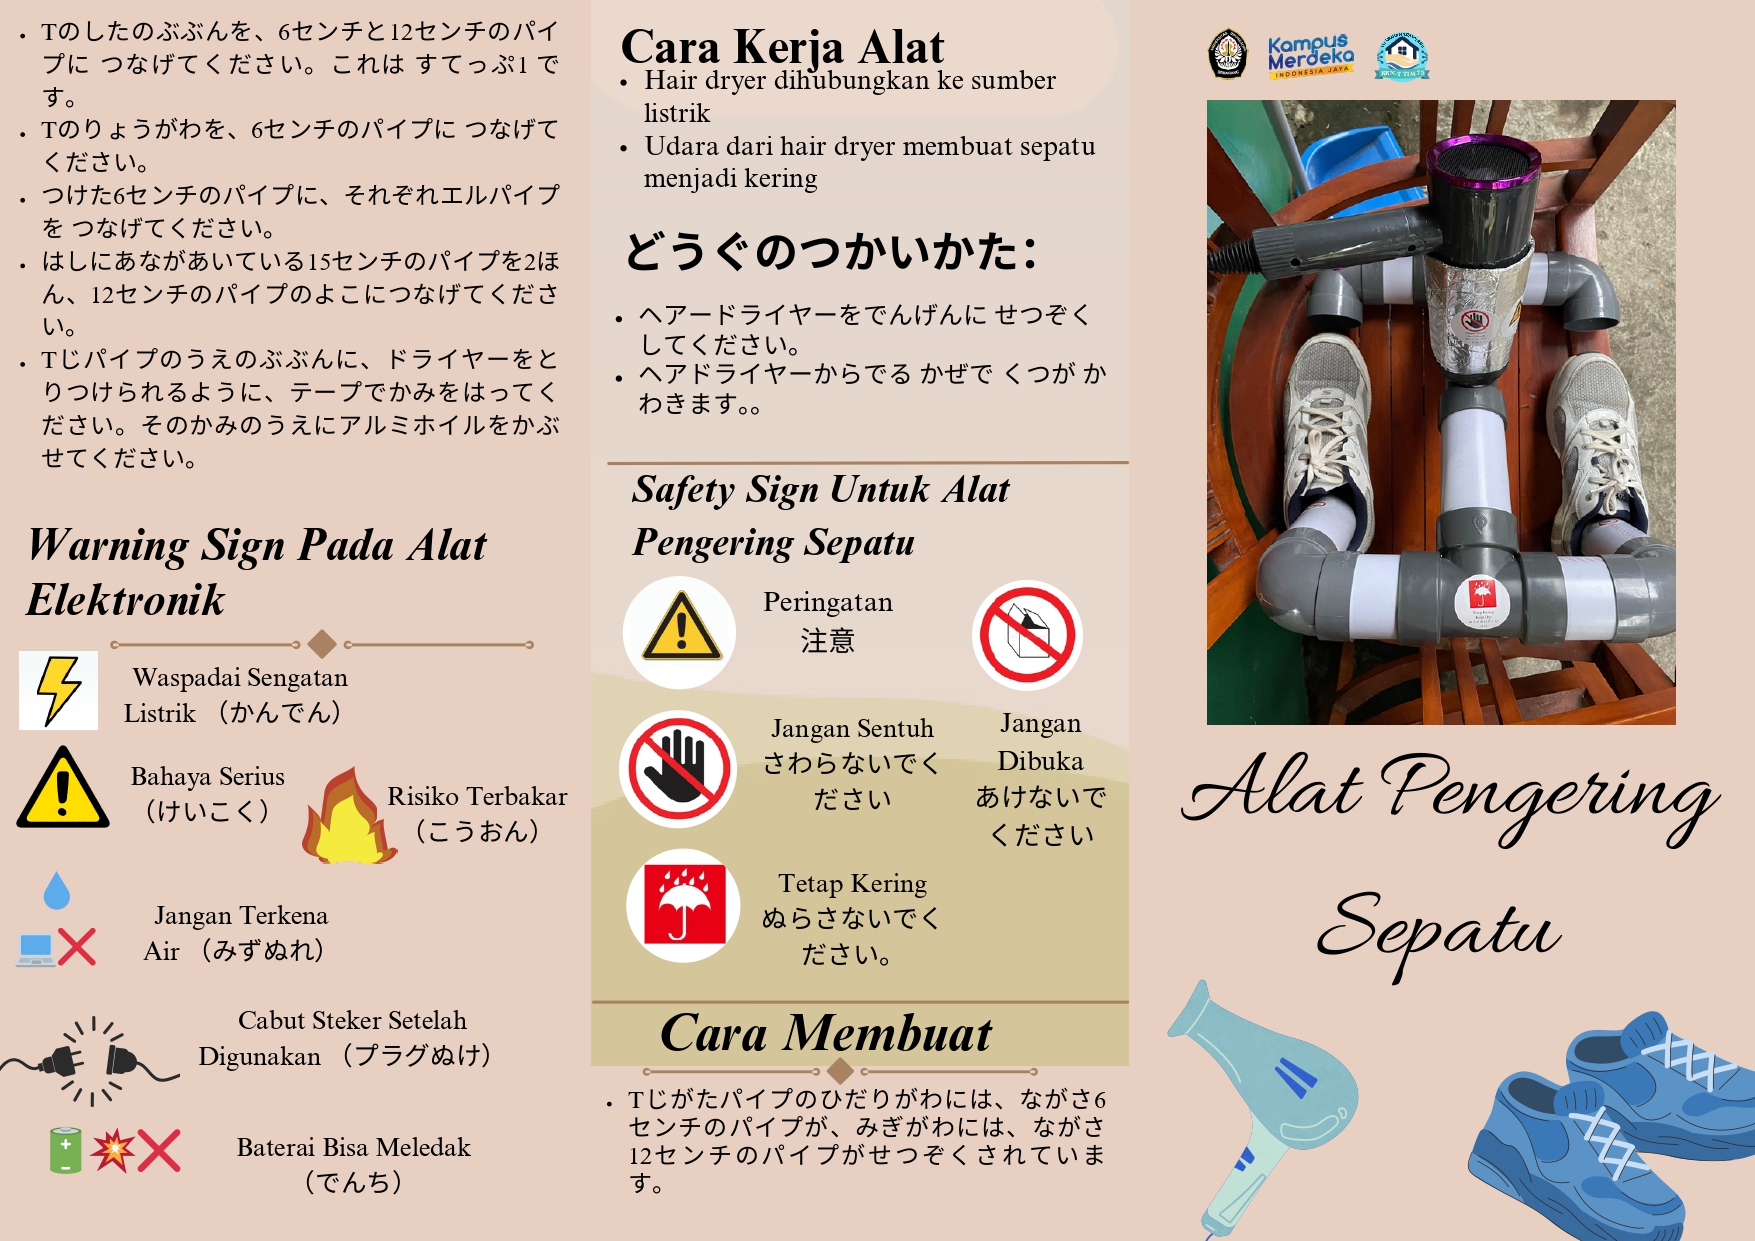 Tのしたのぶぶんを、6センチと12センチのパイ
プに つなげてください。これは すてっぷ1 で
す。
Tのりょうがわを、6センチのパイプに つなげて
ください。
つけた6センチのパイプに、それぞれエルパイプ
を つなげてください。
はしにあながあいている15センチのパイプを2ほ
ん、12センチのパイプのよこにつなげてくださ
い。
Tじパイプのうえのぶぶんに、ドライヤーをと
りつけられるように、テープでかみをはってく
ださい。そのかみのうえにアルミホイルをかぶ
せてください。
Warning Sign Pada Alat
Elektronik
Waspadai Sengatan
Listrik （かんでん）
Bahaya Serius
（けいこく）
Risiko Terbakar
（こうおん）
Jangan Terkena
Air （みずぬれ）
Cabut Steker Setelah
Digunakan （プラグぬけ）
Baterai Bisa Meledak
（でんち）
Cara Kerja Alat
Hair dryer dihubungkan ke sumber
listrik
Udara dari hair dryer membuat sepatu
menjadi kering
どうぐのつかいかた：
ヘアードライヤーをでんげんに せつぞく
してください。
ヘアドライヤーからでる かぜで くつが か
わきます。。
Safety Sign Untuk Alat
Pengering Sepatu
Peringatan
注意
Jangan Sentuh
さわらないでく
ださい
Jangan
Dibuka
あけないで
ください
Tetap Kering
ぬらさないでく
ださい。
Cara Membuat
Tじがたパイプのひだりがわには、ながさ6
センチのパイプが、みぎがわには、ながさ
12センチのパイプがせつぞくされていま
す。
Kampus
Merdeka
INDONESIA JAYA
KKN-T TIM 73
Alat Pengering
Sepatu